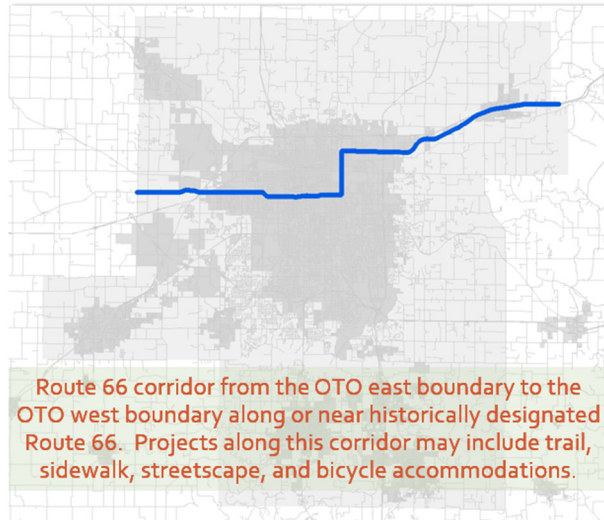 Route 66 corridor from the OTO east boundary to the
OTO west boundary along or near historically designated
Route 66.  Projects along this corridor may include trail,
sidewalk, streetscape, and bicycle accommodations.